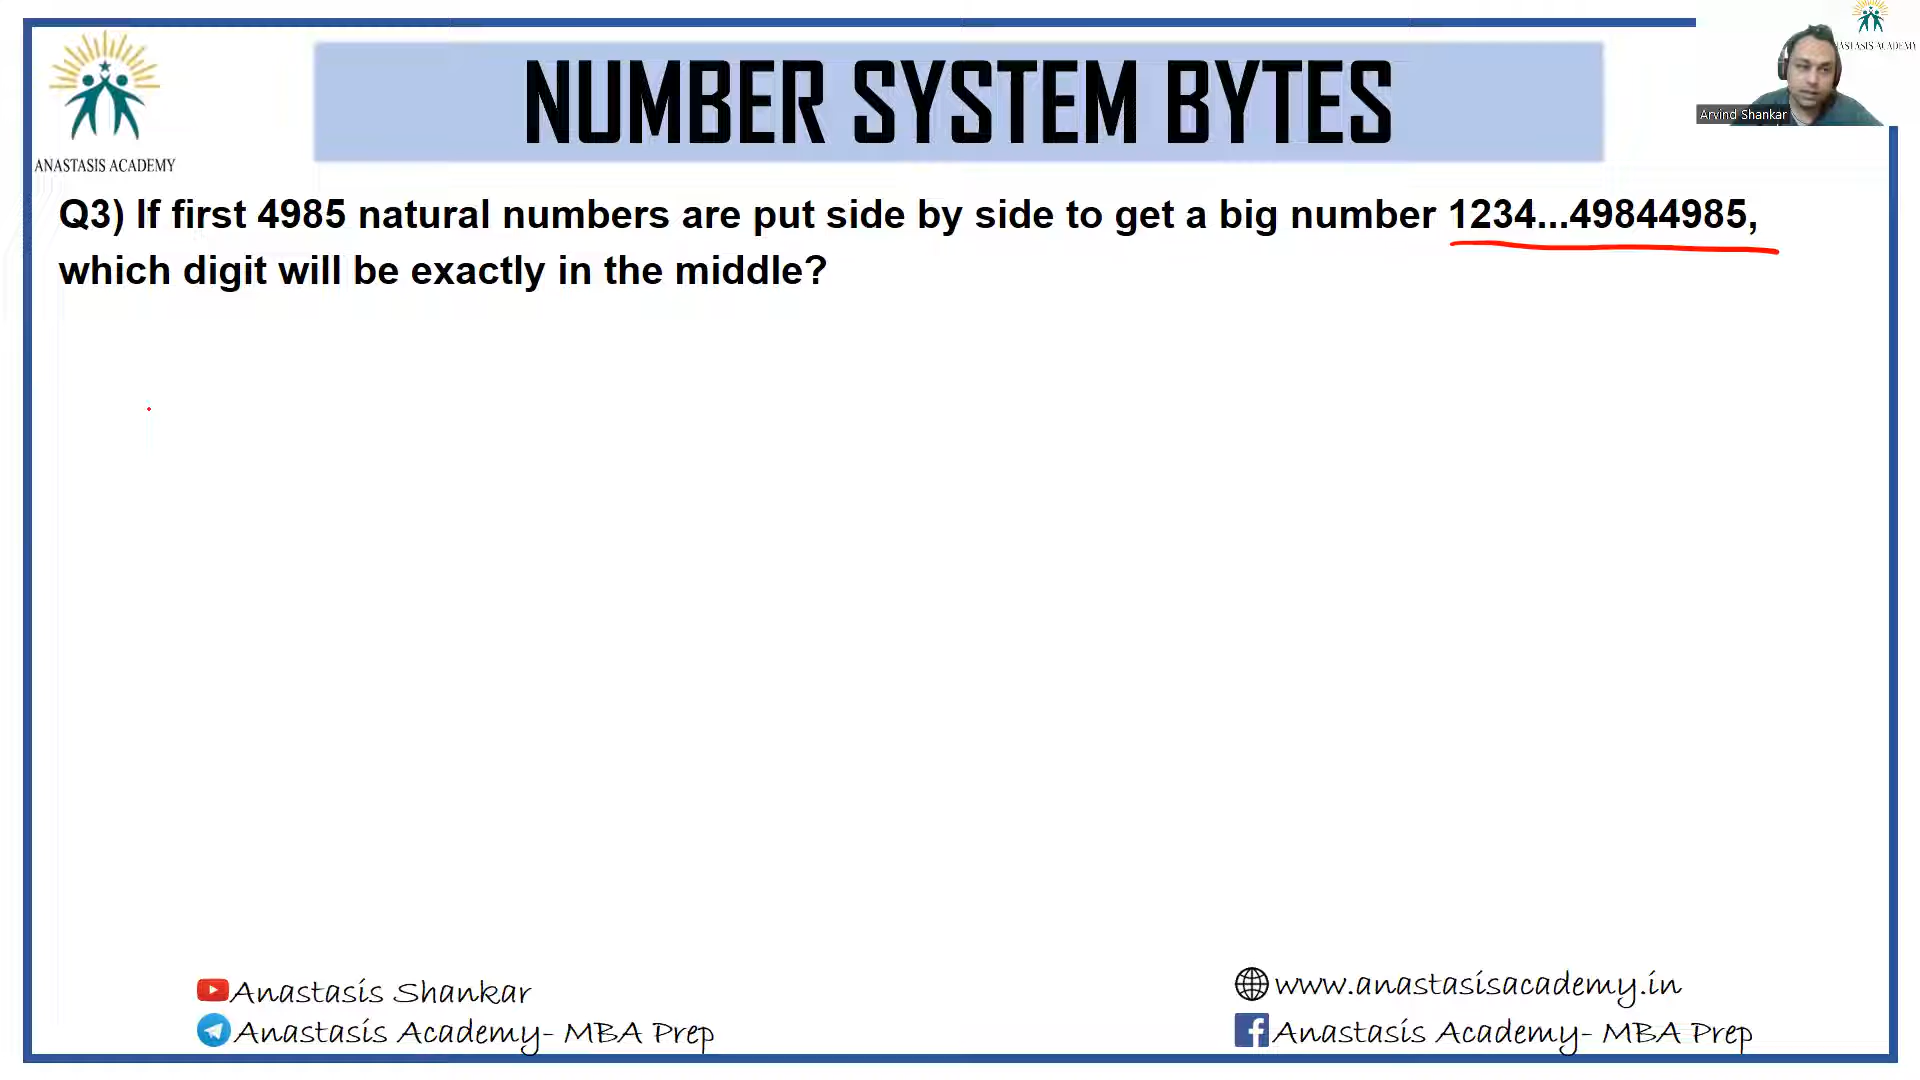 NUMBER SYSTEM BYTES
ANASTASIS ACADEMY
Arvind Shankar
ANASTASIS ACADEMY
Q3) If first 4985 natural numbers are put side by side to get a big number 1234...49844985,
which digit will be exactly in the middle?
Anastasis Shankar
www.anastasisacademy.in
Anastasis Academy- MBA Prep
Anastasis Academy- MBA Prep